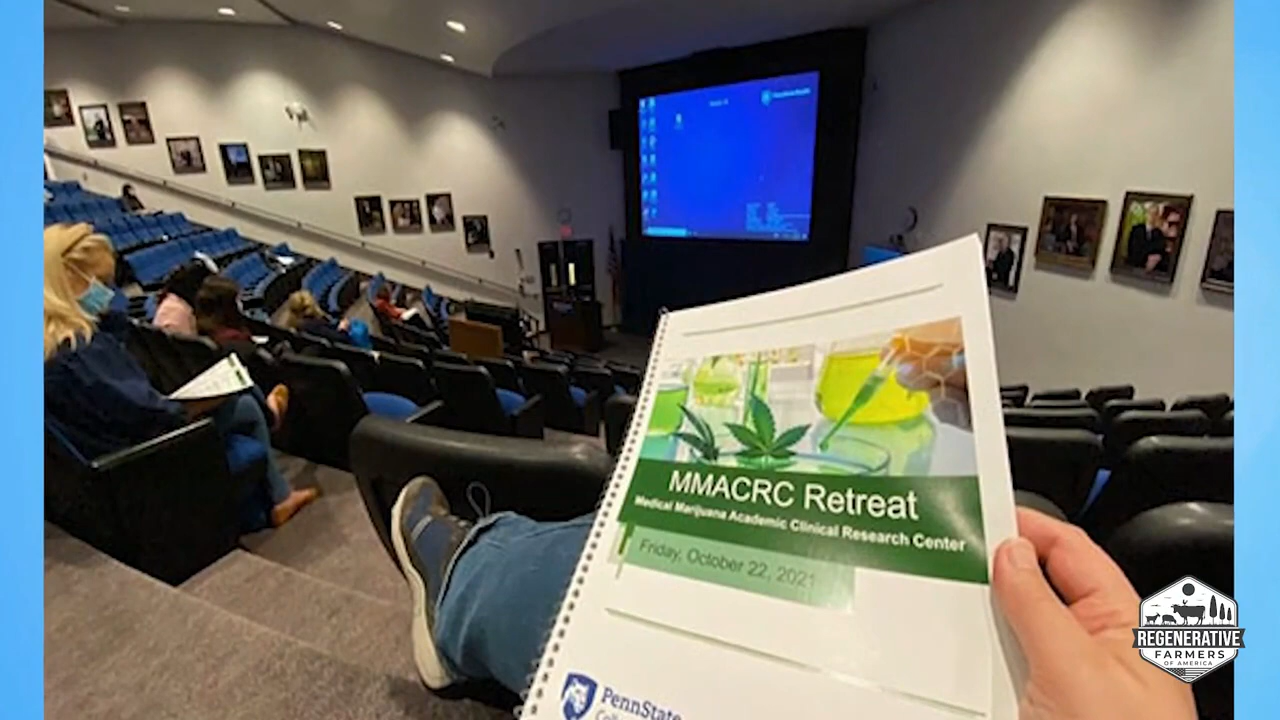 MMACRC Retreat
Medical Marijuana Academic Clinical Research Center
Friday, October 22, 2021
PennState
REGENERATIVE
FARMERS
OF AMERICA